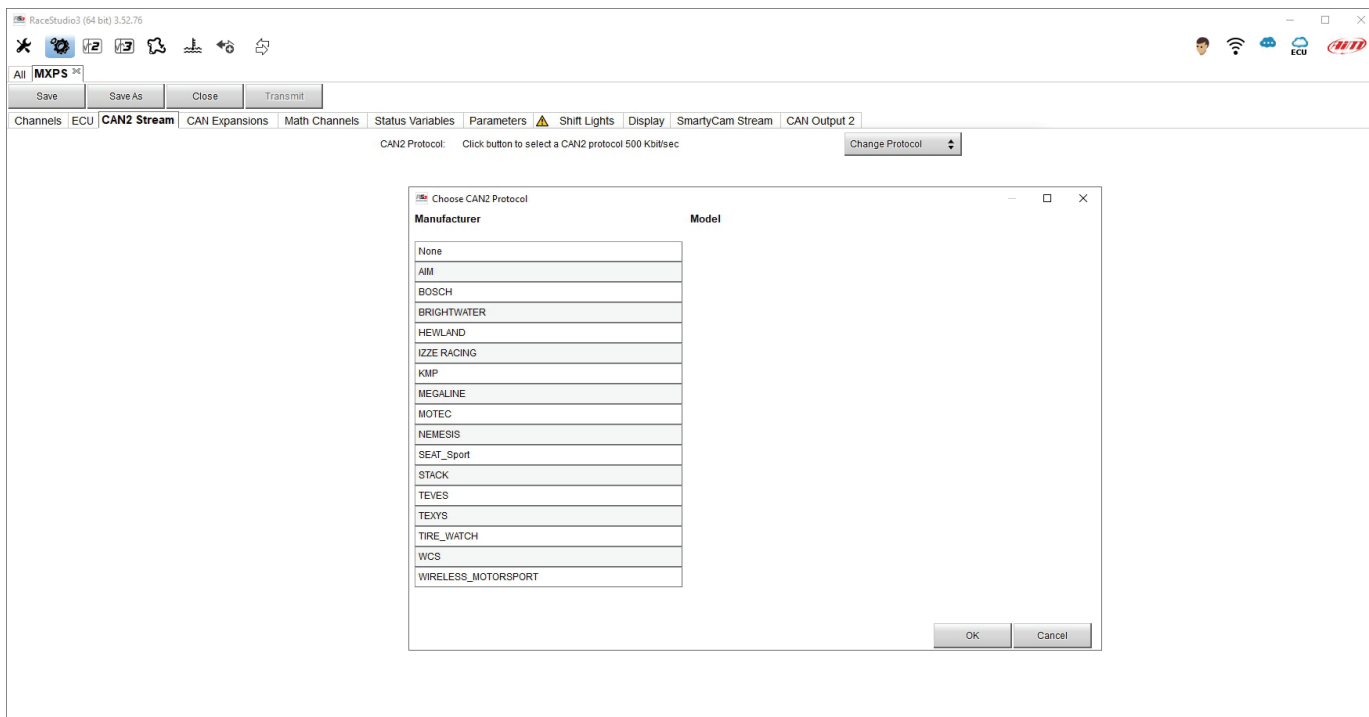 RaceStudio3 (64 bit) 3.52.76
ECU
AiM
All MXPS
Save Save As Close Transmit
Channels ECU CAN2 Stream CAN Expansions Math Channels Status Variables Parameters Shift Lights Display SmartyCam Stream CAN Output 2
CAN2 Protocol: Click button to select a CAN2 protocol 500 Kbit/sec Change Protocol
Choose CAN2 Protocol
Manufacturer Model
None
AIM
BOSCH
BRIGHTWATER
HEWLAND
IZZE RACING
KMP
MEGALINE
MOTEC
NEMESIS
SEAT_Sport
STACK
TEVES
TEXYS
TIRE_WATCH
WCS
WIRELESS_MOTORSPORT
OK Cancel